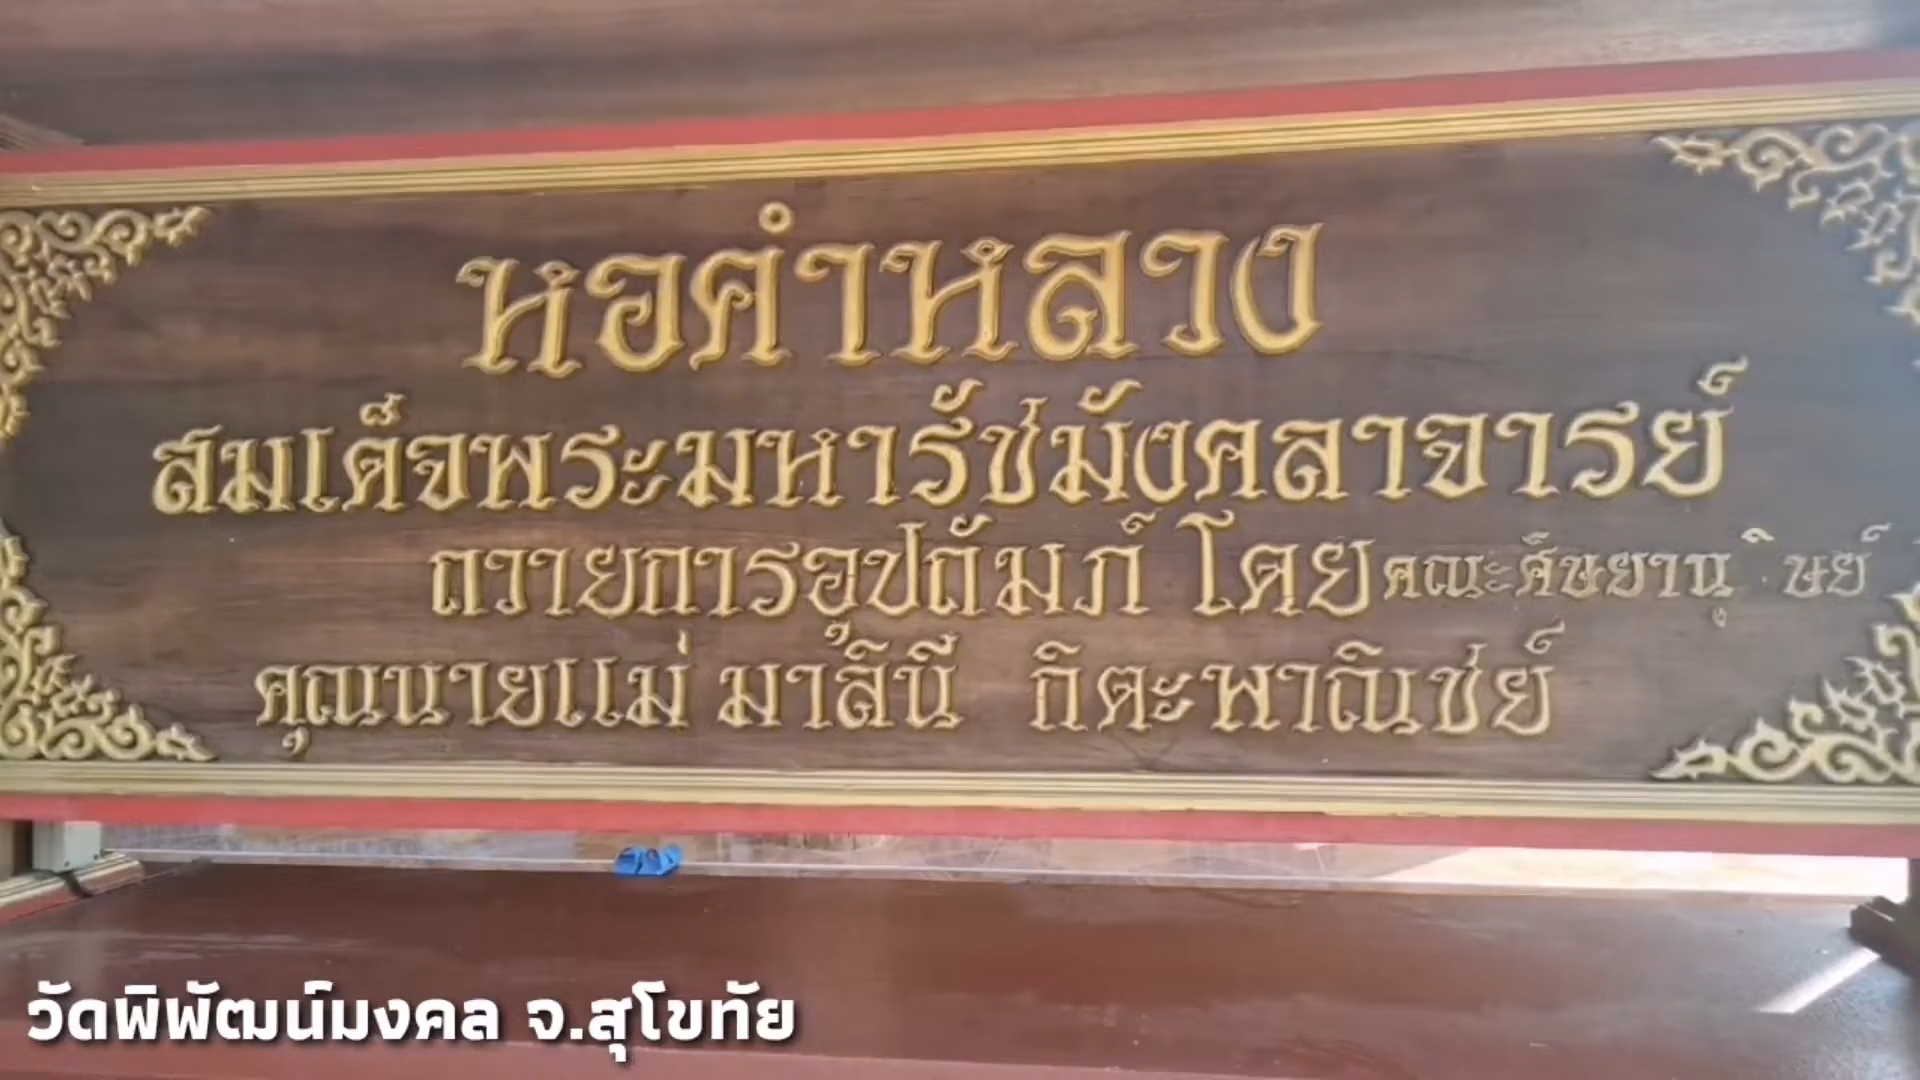 หอคำหลวง
สมเด็จพระมหารัชมังคลาจารย์
ถวายการอุปถัมภ์ โดย
คุณนายแม่ มาลินี กิตะพาณิชย์
วัดพิพัฒน์มงคล จ.สุโขทัย